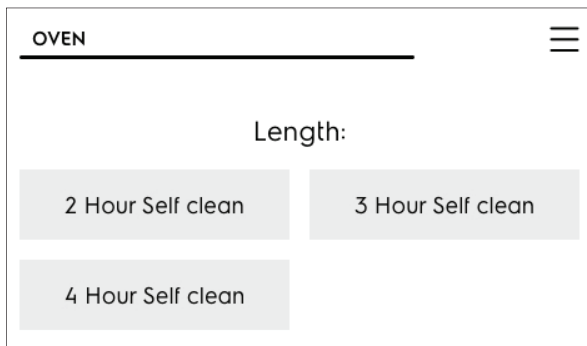 OVEN
Length:
2 Hour Self clean
3 Hour Self clean
4 Hour Self clean